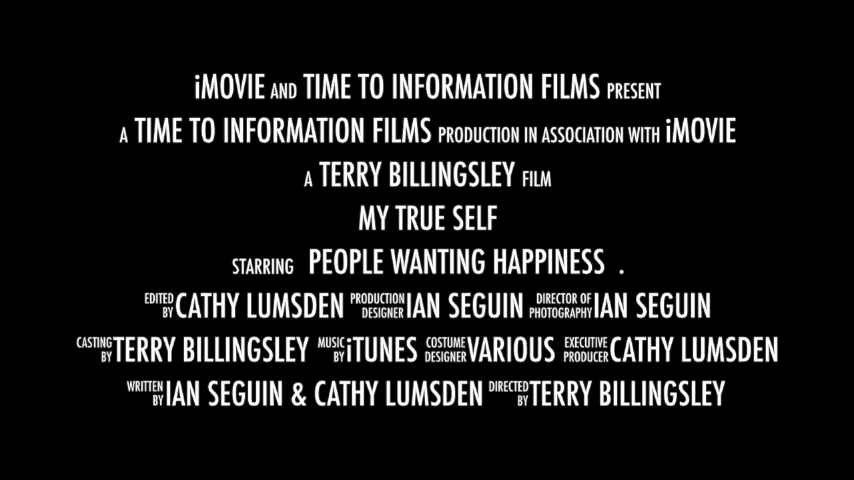 iMOVIE AND TIME TO INFORMATION FILMS PRESENT
A TIME TO INFORMATION FILMS PRODUCTION IN ASSOCIATION WITH iMOVIE
A TERRY BILLINGSLEY FILM
MY TRUE SELF
STARRING PEOPLE WANTING HAPPINESS .
EDITED BY CATHY LUMSDEN PRODUCTION DESIGNER IAN SEGUIN DIRECTOR OF PHOTOGRAPHY IAN SEGUIN
CASTING BY TERRY BILLINGSLEY MUSIC BY iTUNES COSTUME DESIGNER VARIOUS EXECUTIVE PRODUCER CATHY LUMSDEN
WRITTEN BY IAN SEGUIN & CATHY LUMSDEN DIRECTED BY TERRY BILLINGSLEY